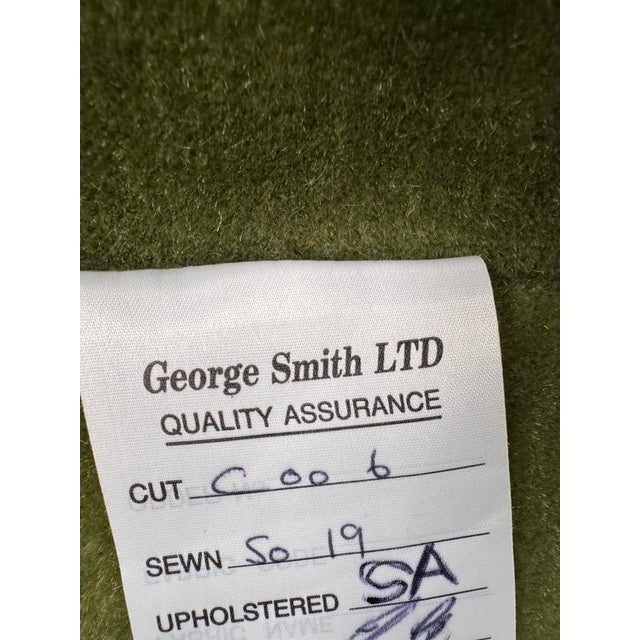 George Smith LTD
QUALITY ASSURANCE
CUT C 00 6
SEWN So 19
UPHOLSTERED SA